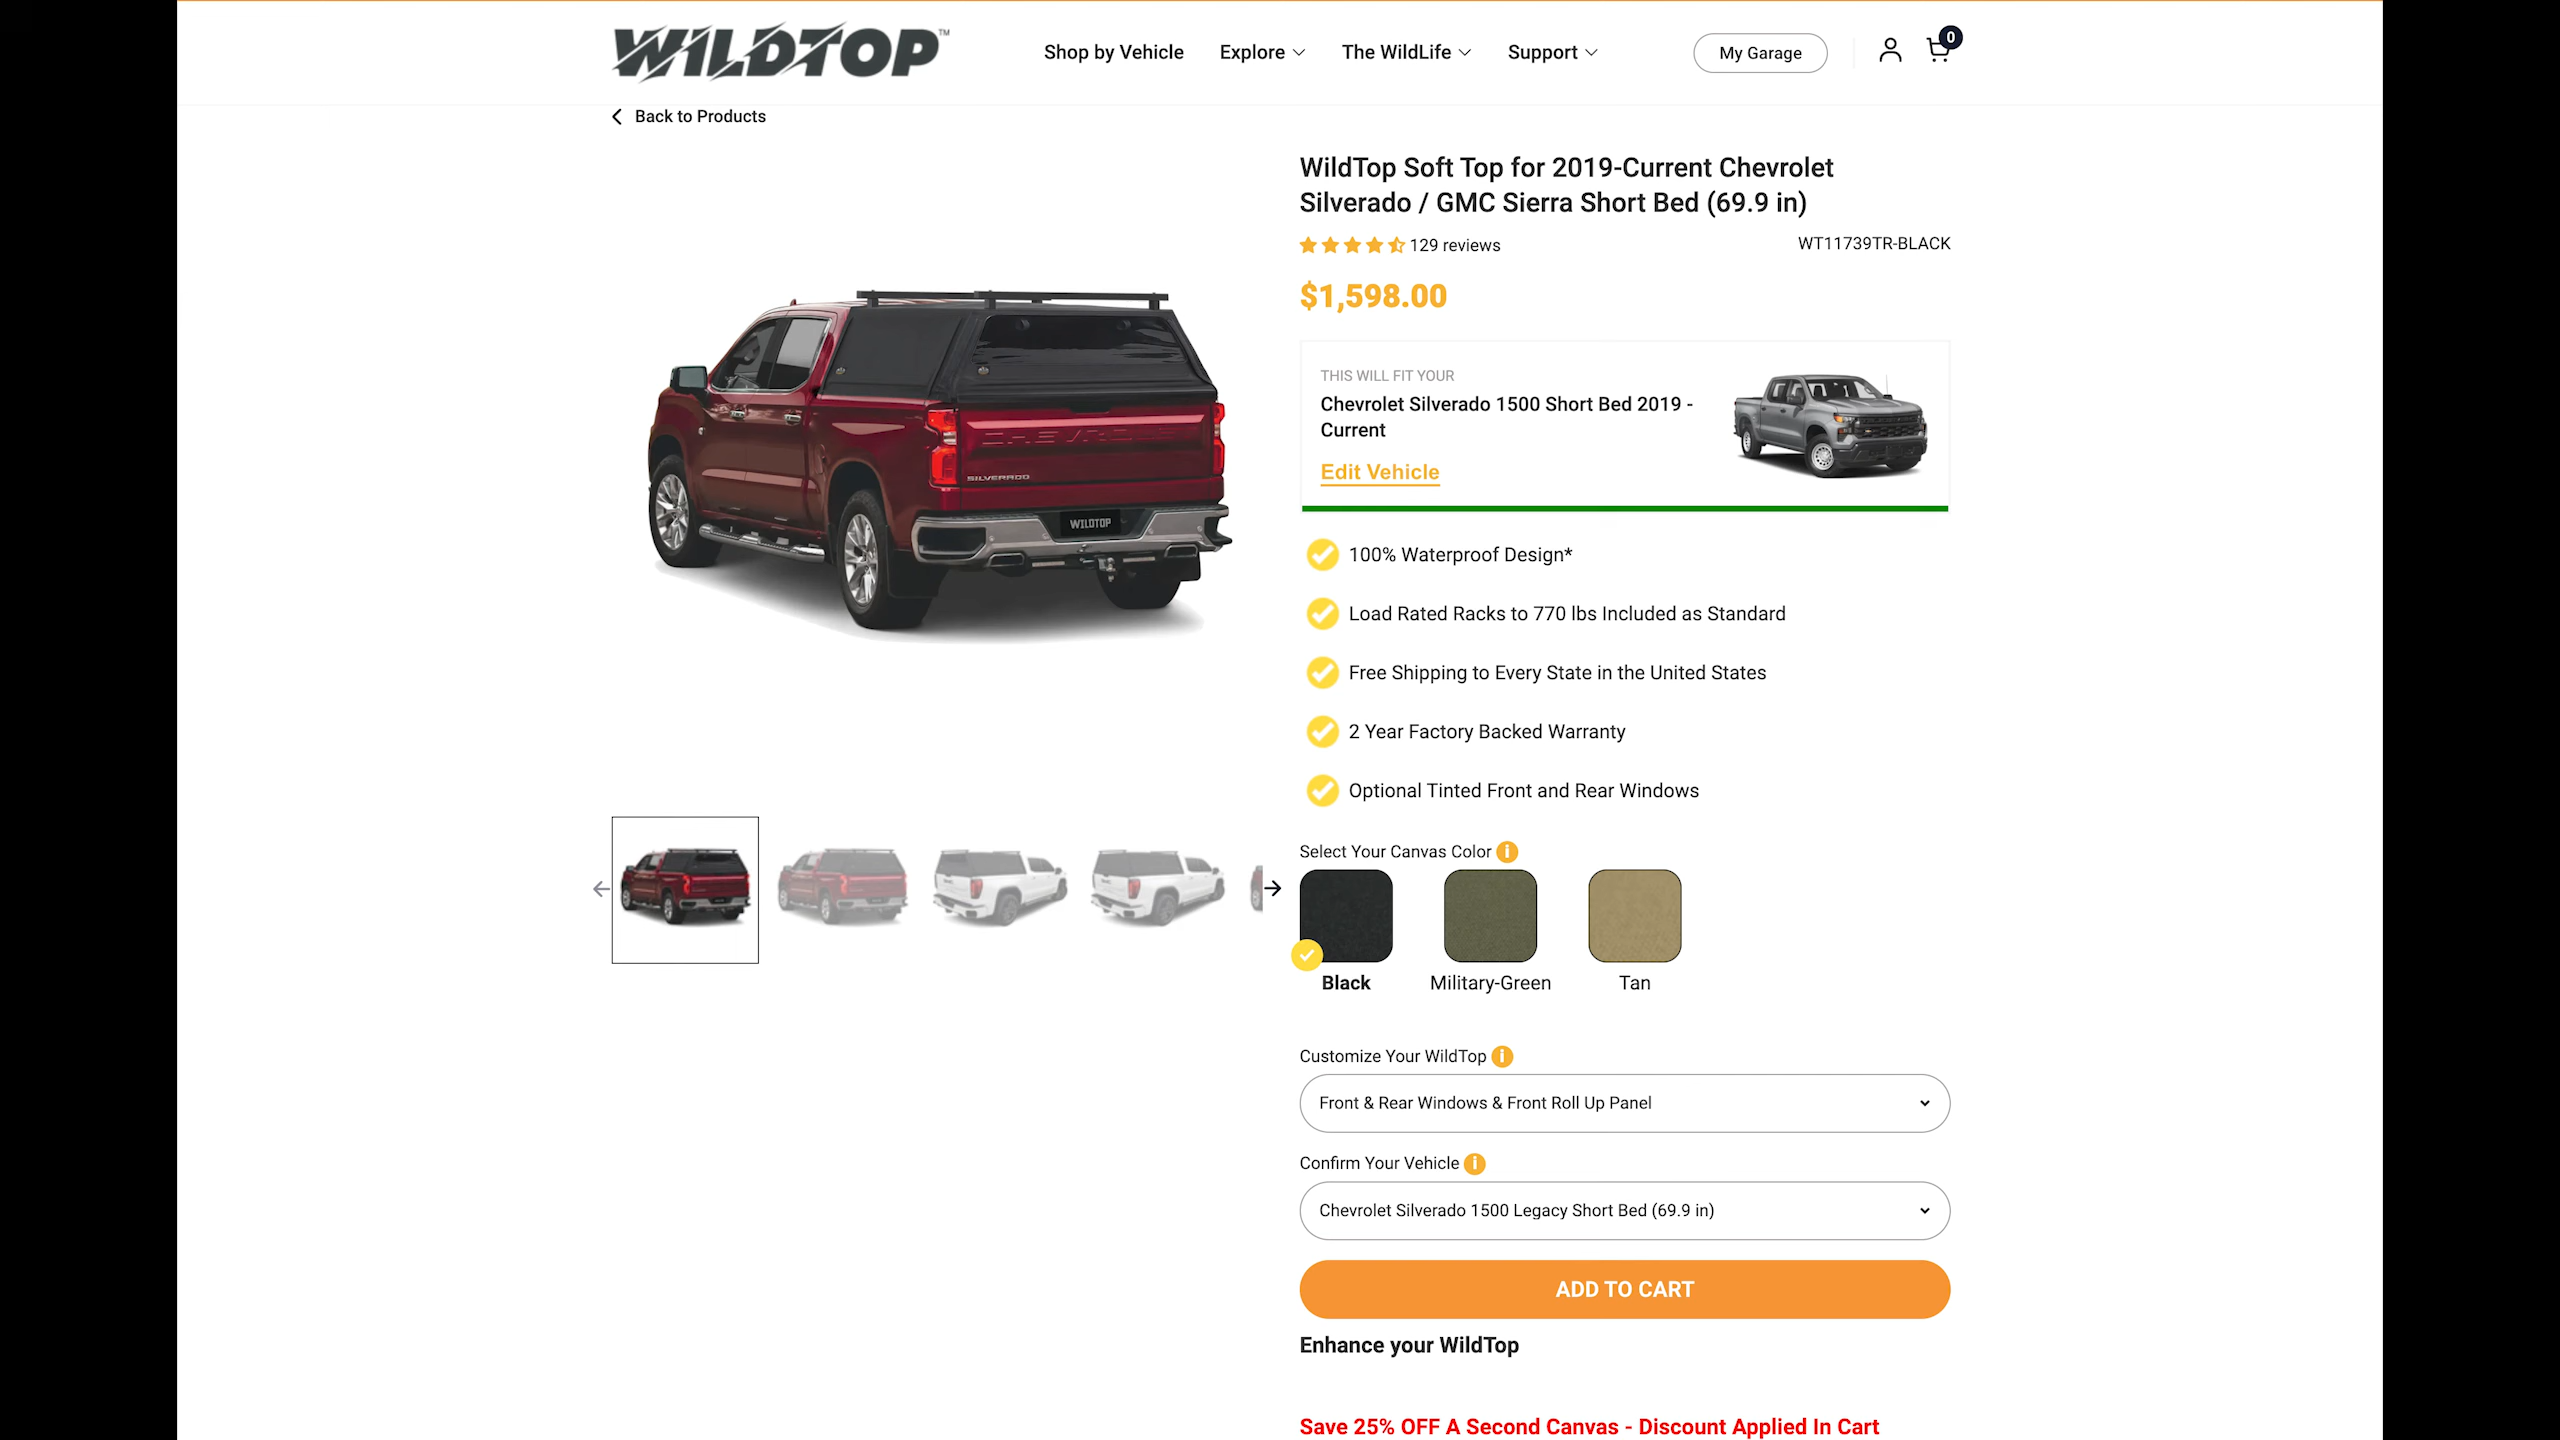 WILDTOP™
Shop by Vehicle
Explore
The WildLife
Support
My Garage
0
Back to Products
WildTop Soft Top for 2019-Current Chevrolet
Silverado / GMC Sierra Short Bed (69.9 in)
129 reviews
WT11739TR-BLACK
$1,598.00
THIS WILL FIT YOUR
Chevrolet Silverado 1500 Short Bed 2019 -
Current
Edit Vehicle
CHEVROLET
SILVERADO
WILDTOP
100% Waterproof Design*
Load Rated Racks to 770 lbs Included as Standard
Free Shipping to Every State in the United States
2 Year Factory Backed Warranty
Optional Tinted Front and Rear Windows
Select Your Canvas Color i
Black
Military-Green
Tan
Customize Your WildTop i
Front & Rear Windows & Front Roll Up Panel
Confirm Your Vehicle i
Chevrolet Silverado 1500 Legacy Short Bed (69.9 in)
ADD TO CART
Enhance your WildTop
Save 25% OFF A Second Canvas - Discount Applied In Cart